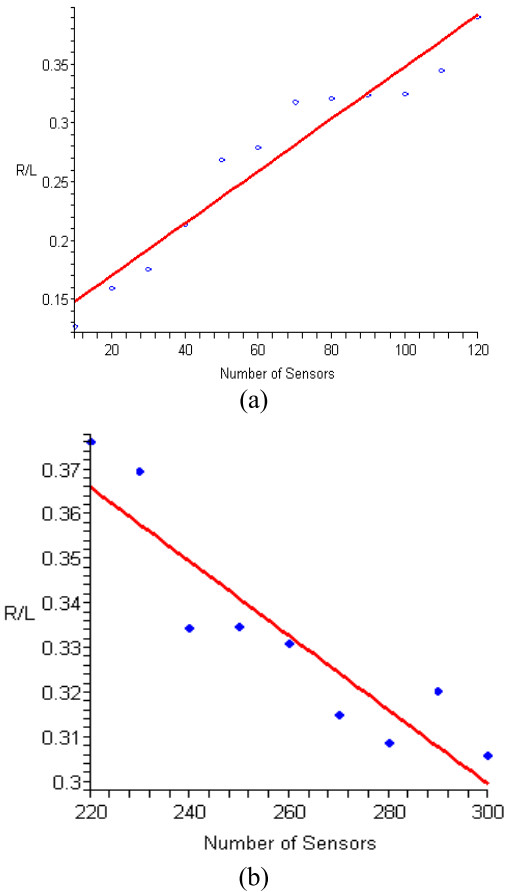 0.35
0.3
0.25
R/L
0.2
0.15
20 40 60 80 100 120
Number of Sensors
(a)
0.37
0.36
0.35
0.34
R/L
0.33
0.32
0.31
0.3
220 240 260 280 300
Number of Sensors
(b)